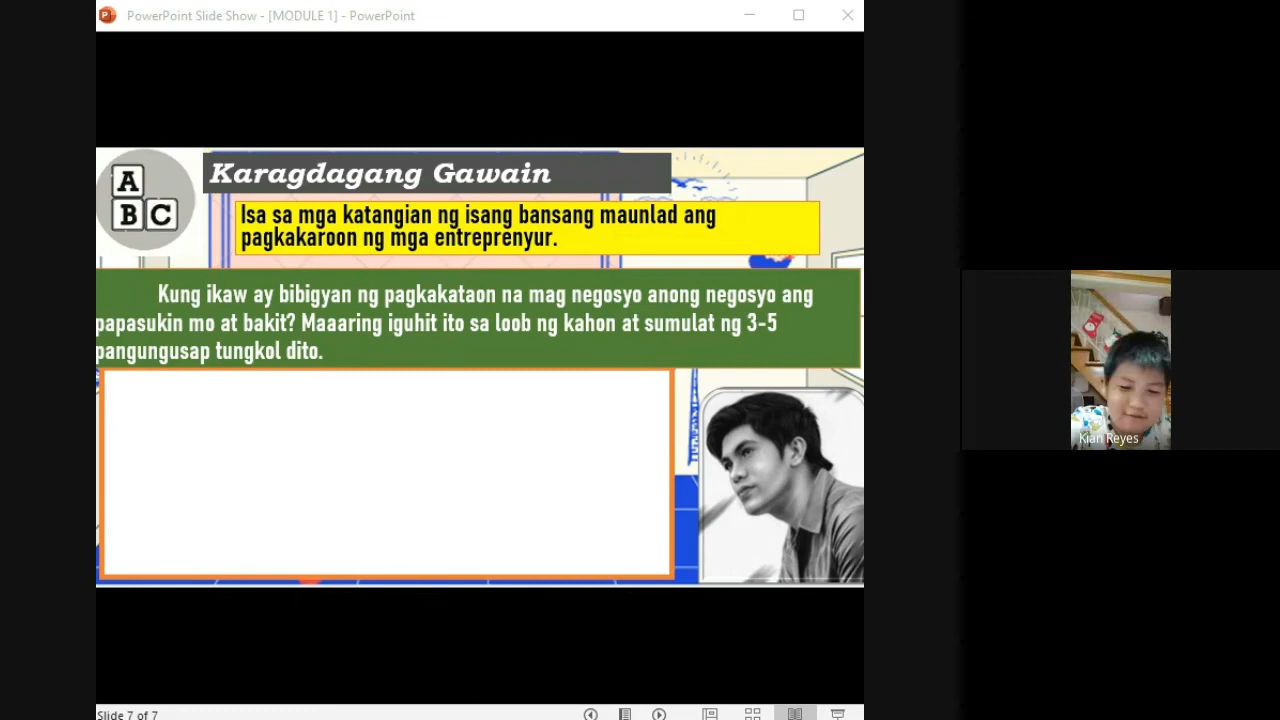 PowerPoint Slide Show - [MODULE 1] - PowerPoint
A
B C
Karagdagang Gawain
Isa sa mga katangian ng isang bansang maunlad ang
pagkakaroon ng mga entreprenyur.
Kung ikaw ay bibigyan ng pagkakataon na mag negosyo anong negosyo ang
papasukin mo at bakit? Maaaring iguhit ito sa loob ng kahon at sumulat ng 3-5
pangungusap tungkol dito.
Kian Reyes
Slide 7 of 7